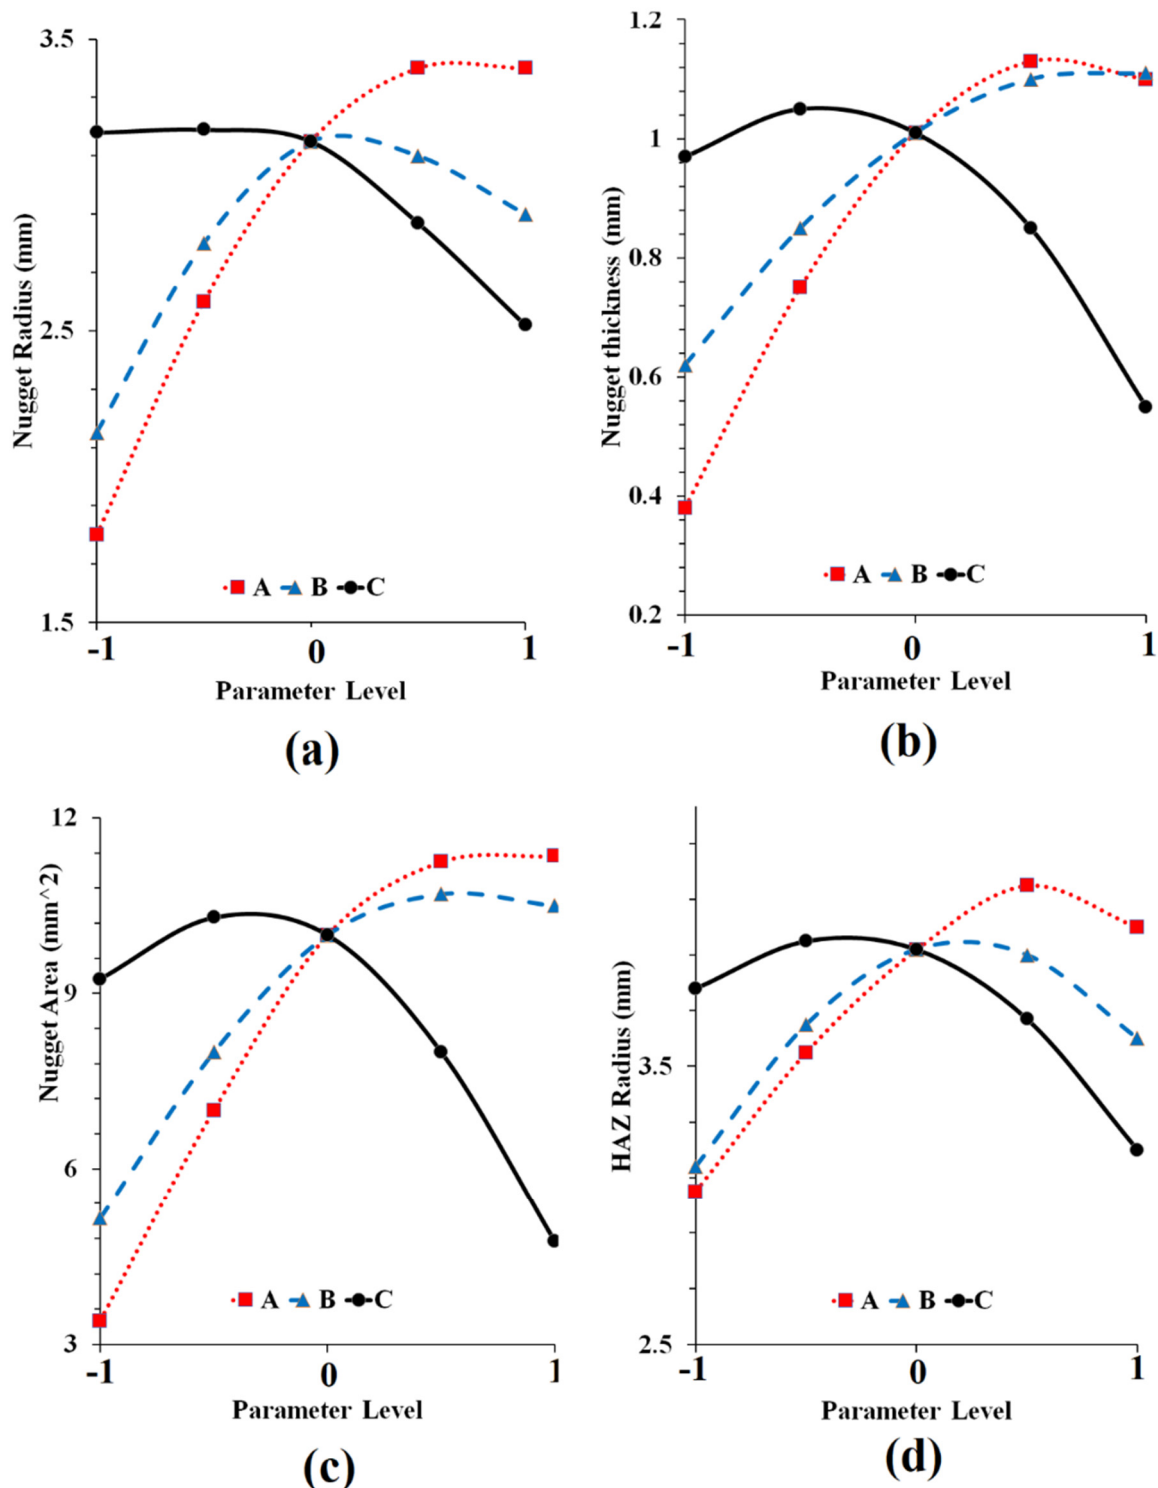 3.5
2.5
1.5
Nugget Radius (mm)
A B C
-1 0 1
Parameter Level
(a)
1.2
1
0.8
0.6
0.4
0.2
Nugget thickness (mm)
A B C
-1 0 1
Parameter Level
(b)
12
9
6
3
Nugget Area (mm^2)
A B C
-1 0 1
Parameter Level
(c)
3.5
2.5
HAZ Radius (mm)
A B C
-1 0 1
Parameter Level
(d)